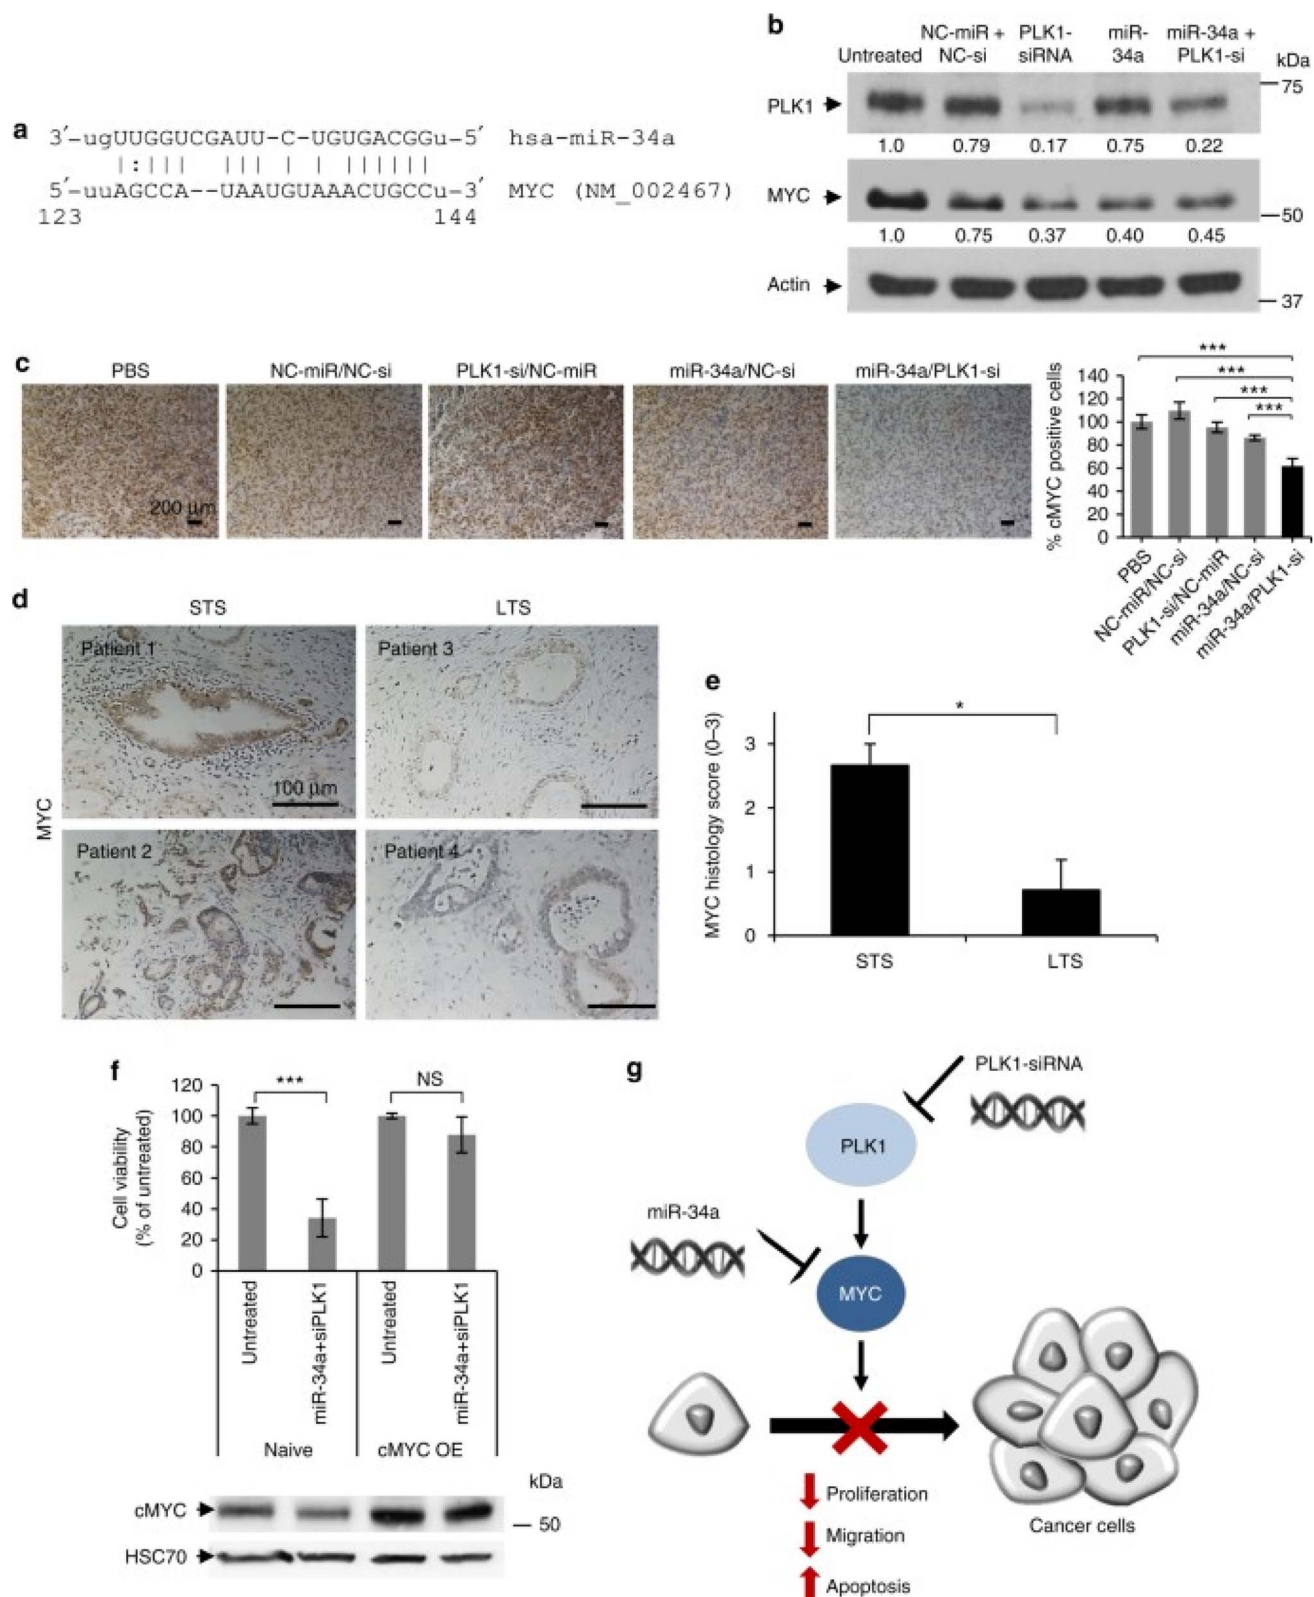 a
3′-ugUUGGUCGAUU-C-UGUGACGGu-5′ hsa-miR-34a
|:||| ||| | | ||||||
5′-uuAGCCA--UAAUGUAAACUGCCu-3′ MYC (NM_002467)
123 144
b
Untreated NC-miR + NC-si PLK1-siRNA miR-34a miR-34a + PLK1-si kDa
PLK1 75
1.0 0.79 0.17 0.75 0.22
MYC 50
1.0 0.75 0.37 0.40 0.45
Actin 37
c
PBS NC-miR/NC-si PLK1-si/NC-miR miR-34a/NC-si miR-34a/PLK1-si
200 µm
% cMYC positive cells
140
120
100
80
60
40
20
0
***
***
***
***
PBS
NC-miR/NC-si
PLK1-si/NC-miR
miR-34a/NC-si
miR-34a/PLK1-si
d
STS LTS
MYC
Patient 1 Patient 3
100 µm
Patient 2 Patient 4
e
MYC histology score (0–3)
3
2
1
0
*
STS LTS
f
Cell viability
(% of untreated)
120
100
80
60
40
20
0
*** NS
Untreated
miR-34a+siPLK1
Untreated
miR-34a+siPLK1
Naive cMYC OE
kDa
cMYC 50
HSC70
g
PLK1-siRNA
PLK1
miR-34a
MYC
Proliferation
Migration
Apoptosis
Cancer cells